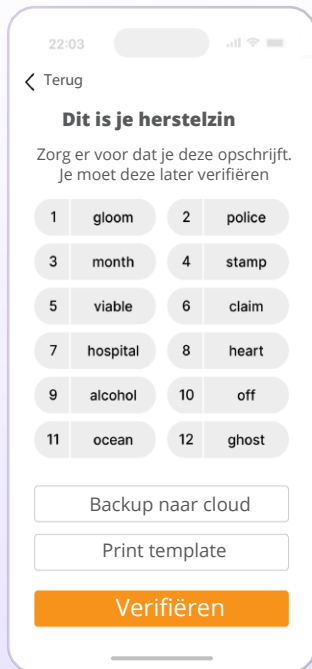 22:03
Terug
Dit is je herstelzin
Zorg er voor dat je deze opschrijft.
Je moet deze later verifiëren
1 gloom 2 police
3 month 4 stamp
5 viable 6 claim
7 hospital 8 heart
9 alcohol 10 off
11 ocean 12 ghost
Backup naar cloud
Print template
Verifiëren